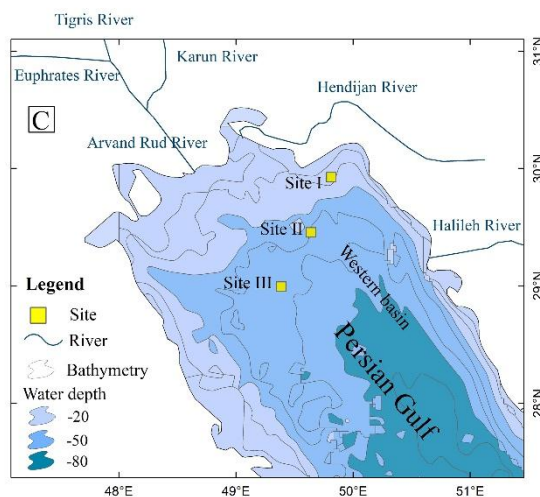 Tigris River
Karun River
Euphrates River
Hendijan River
C
Arvand Rud River
Site I
Site II
Halileh River
Site III
Western basin
Persian Gulf
Legend
Site
River
Bathymetry
Water depth
-20
-50
-80
31°N
30°N
29°N
28°N
48°E
49°E
50°E
51°E